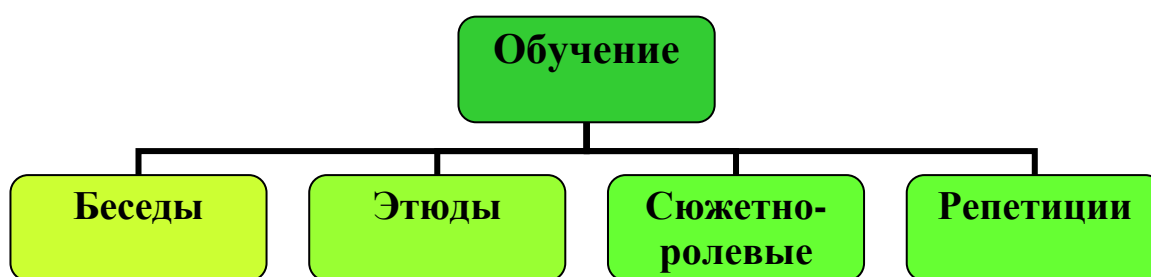 Обучение
Беседы
Этюды
Сюжетно-
ролевые
Репетиции